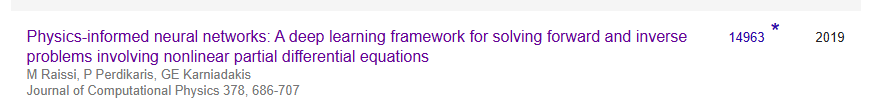 Physics-informed neural networks: A deep learning framework for solving forward and inverse 14963 * 2019
problems involving nonlinear partial differential equations
M Raissi, P Perdikaris, GE Karniadakis
Journal of Computational Physics 378, 686-707